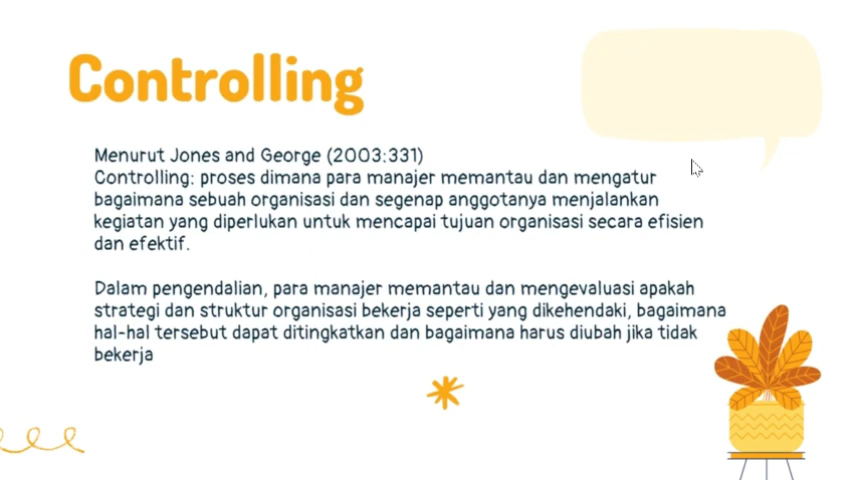 Controlling
Menurut Jones and George (2003:331)
Controlling: proses dimana para manajer memantau dan mengatur
bagaimana sebuah organisasi dan segenap anggotanya menjalankan
kegiatan yang diperlukan untuk mencapai tujuan organisasi secara efisien
dan efektif.
Dalam pengendalian, para manajer memantau dan mengevaluasi apakah
strategi dan struktur organisasi bekerja seperti yang dikehendaki, bagaimana
hal-hal tersebut dapat ditingkatkan dan bagaimana harus diubah jika tidak
bekerja